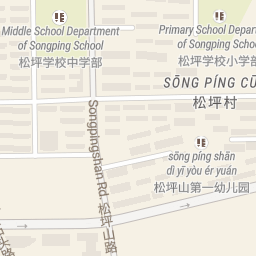 Middle School Department
of Songping School
松坪学校中学部
Primary School Department
of Songping School
松坪学校小学部
SŌNG PÍNG CŪ
松坪村
Songpingshan Rd. 松坪山路
sōng píng shān
dì yī yòu ér yuán
松坪山第一幼儿园